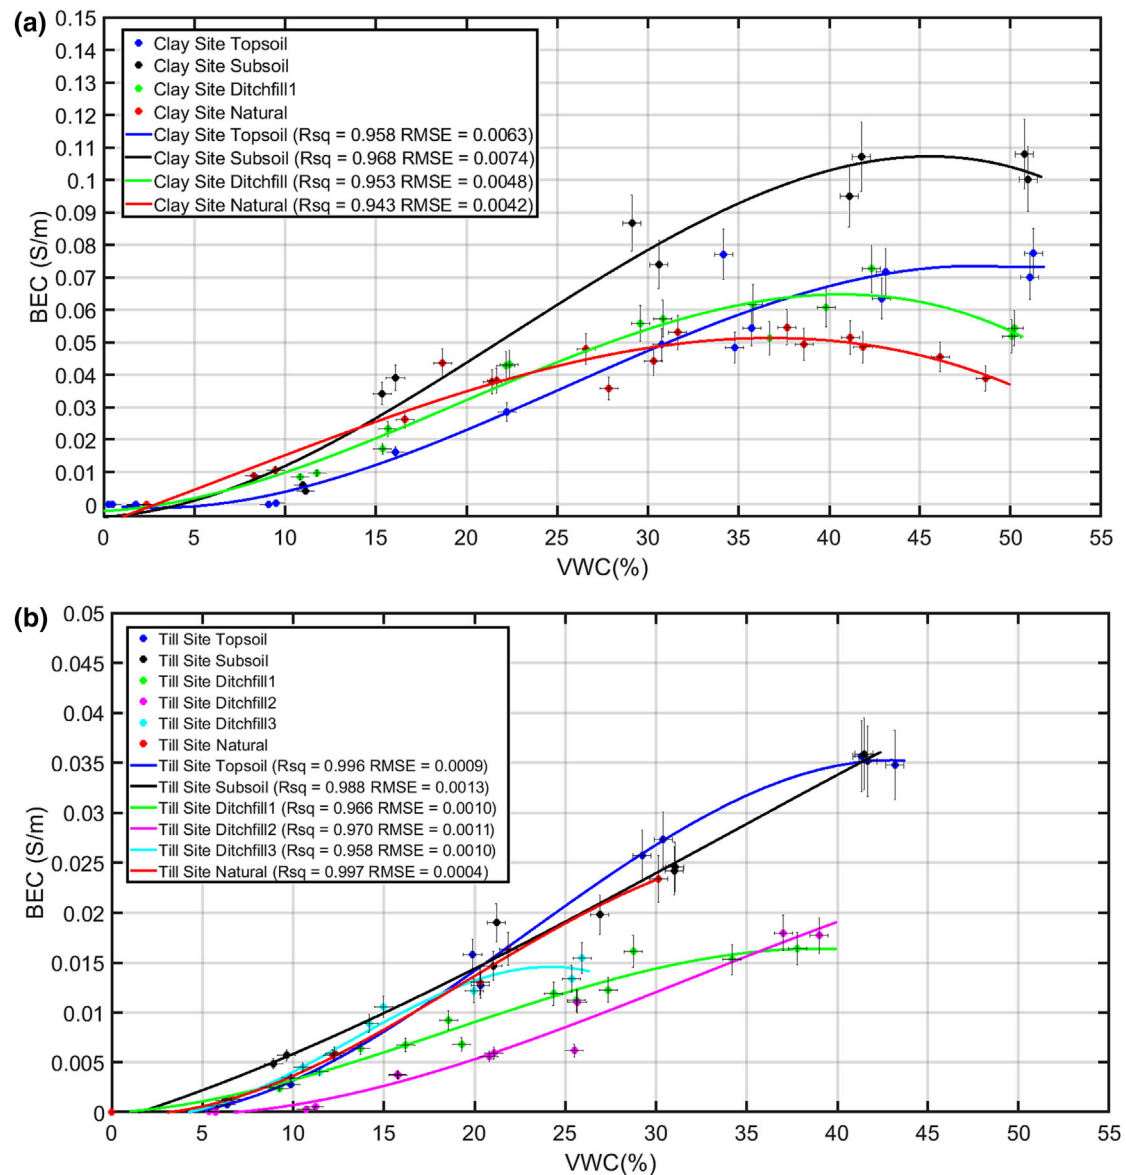 (a)
0.15
0.14
0.13
0.12
0.11
0.1
0.09
0.08
0.07
0.06
0.05
0.04
0.03
0.02
0.01
0
BEC (S/m)
Clay Site Topsoil
Clay Site Subsoil
Clay Site Ditchfill1
Clay Site Natural
Clay Site Topsoil (Rsq = 0.958 RMSE = 0.0063)
Clay Site Subsoil (Rsq = 0.968 RMSE = 0.0074)
Clay Site Ditchfill (Rsq = 0.953 RMSE = 0.0048)
Clay Site Natural (Rsq = 0.943 RMSE = 0.0042)
0 5 10 15 20 25 30 35 40 45 50 55
VWC(%)
(b)
0.05
0.045
0.04
0.035
0.03
0.025
0.02
0.015
0.01
0.005
0
BEC (S/m)
Till Site Topsoil
Till Site Subsoil
Till Site Ditchfill1
Till Site Ditchfill2
Till Site Ditchfill3
Till Site Natural
Till Site Topsoil (Rsq = 0.996 RMSE = 0.0009)
Till Site Subsoil (Rsq = 0.988 RMSE = 0.0013)
Till Site Ditchfill1 (Rsq = 0.966 RMSE = 0.0010)
Till Site Ditchfill2 (Rsq = 0.970 RMSE = 0.0011)
Till Site Ditchfill3 (Rsq = 0.958 RMSE = 0.0010)
Till Site Natural (Rsq = 0.997 RMSE = 0.0004)
0 5 10 15 20 25 30 35 40 45 50 55
VWC(%)